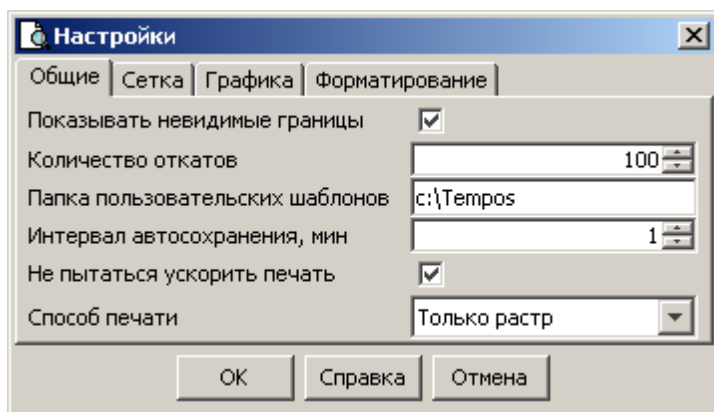 Настройки
Общие Сетка Графика Форматирование
Показывать невидимые границы
Количество откатов 100
Папка пользовательских шаблонов c:\Tempos
Интервал автосохранения, мин 1
Не пытаться ускорить печать
Способ печати Только растр
OK Справка Отмена